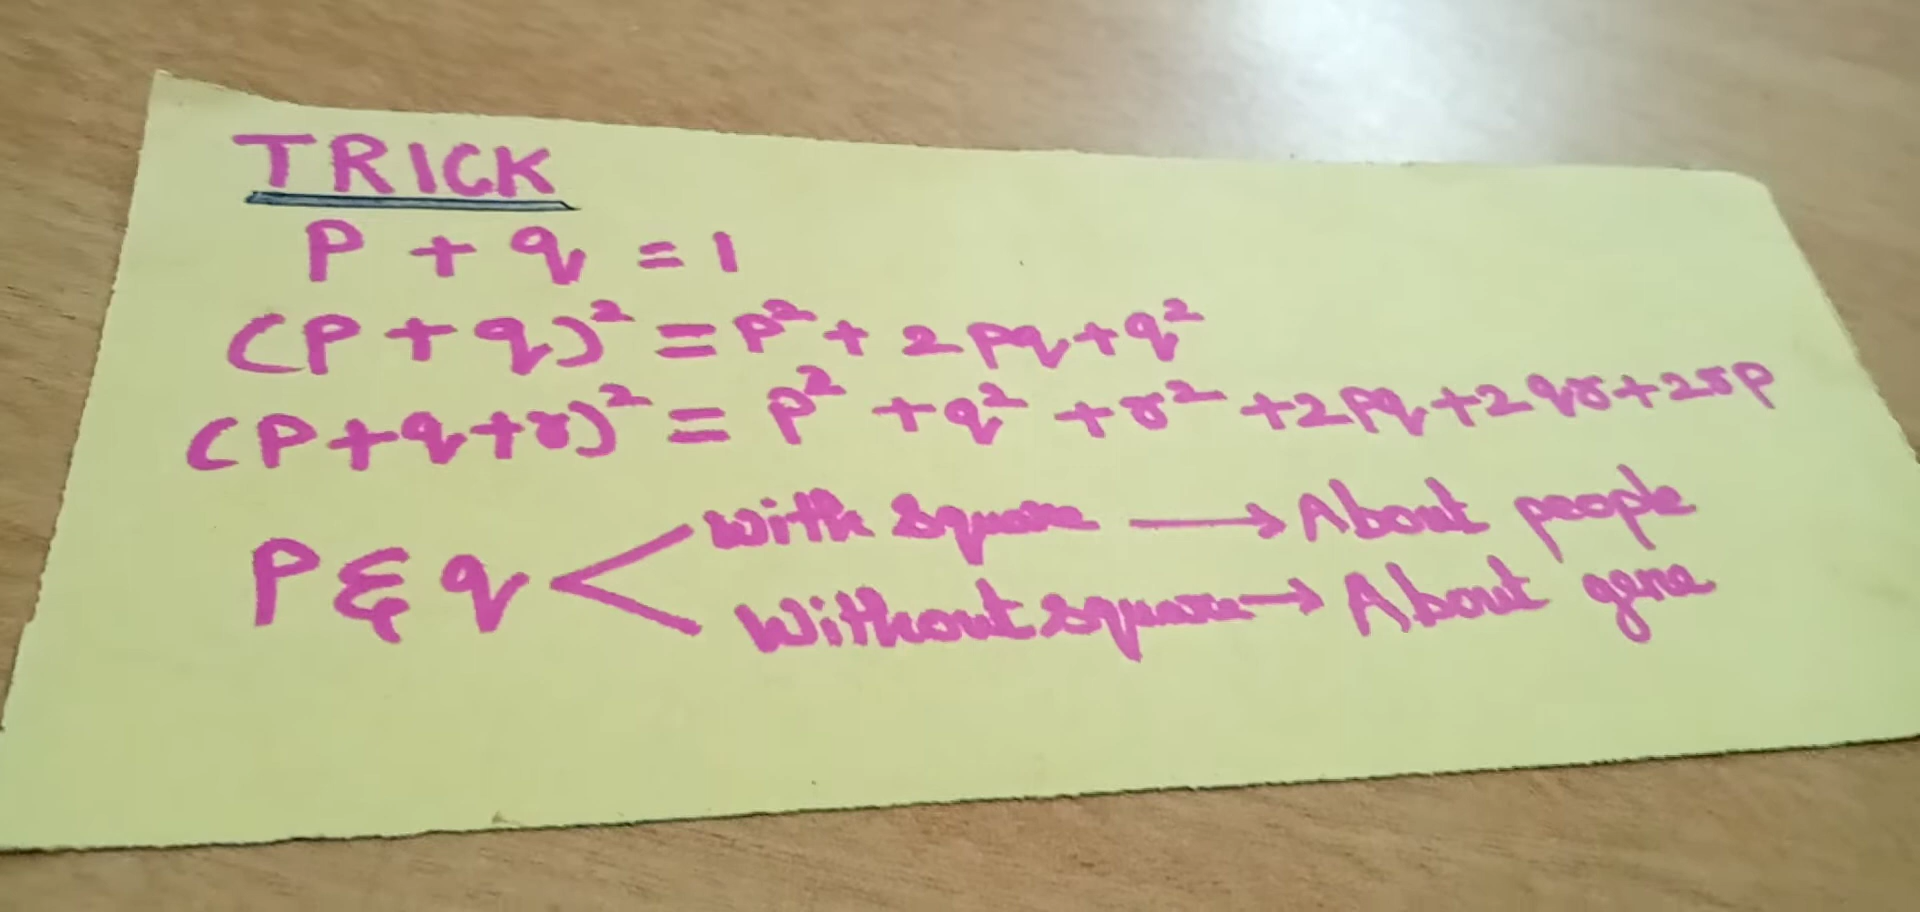 TRICK
P + q = 1
(P + q)² = P² + 2pq + q²
(P+q+r)² = p² + q² + r² + 2pq + 2qr + 2rp
P & q < with square → About people
without square → About gene